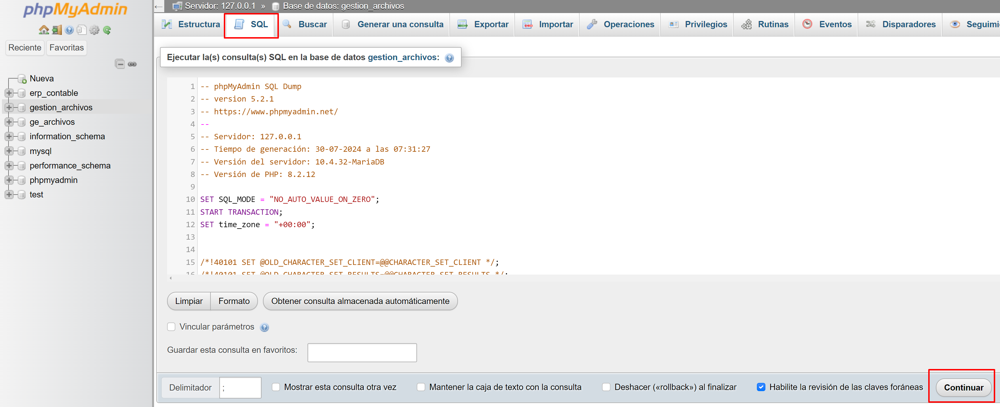 phpMyAdmin
Reciente Favoritas
Nueva
erp_contable
gestion_archivos
ge_archivos
information_schema
mysql
performance_schema
phpmyadmin
test
Servidor: 127.0.0.1 » Base de datos: gestion_archivos
Estructura SQL Buscar Generar una consulta Exportar Importar Operaciones Privilegios Rutinas Eventos Disparadores Seguimi
Ejecutar la(s) consulta(s) SQL en la base de datos gestion_archivos:
1 -- phpMyAdmin SQL Dump
2 -- version 5.2.1
3 -- https://www.phpmyadmin.net/
4 --
5 -- Servidor: 127.0.0.1
6 -- Tiempo de generación: 30-07-2024 a las 07:31:27
7 -- Versión del servidor: 10.4.32-MariaDB
8 -- Versión de PHP: 8.2.12
9
10 SET SQL_MODE = "NO_AUTO_VALUE_ON_ZERO";
11 START TRANSACTION;
12 SET time_zone = "+00:00";
13
14
15 /*!40101 SET @OLD_CHARACTER_SET_CLIENT=@@CHARACTER_SET_CLIENT */;
16 /*!40101 SET @OLD_CHARACTER_SET_RESULTS=@@CHARACTER_SET_RESULTS */;
Limpiar Formato Obtener consulta almacenada automáticamente
Vincular parámetros
Guardar esta consulta en favoritos:
Delimitador ; Mostrar esta consulta otra vez Mantener la caja de texto con la consulta Deshacer («rollback») al finalizar Habilite la revisión de las claves foráneas Continuar